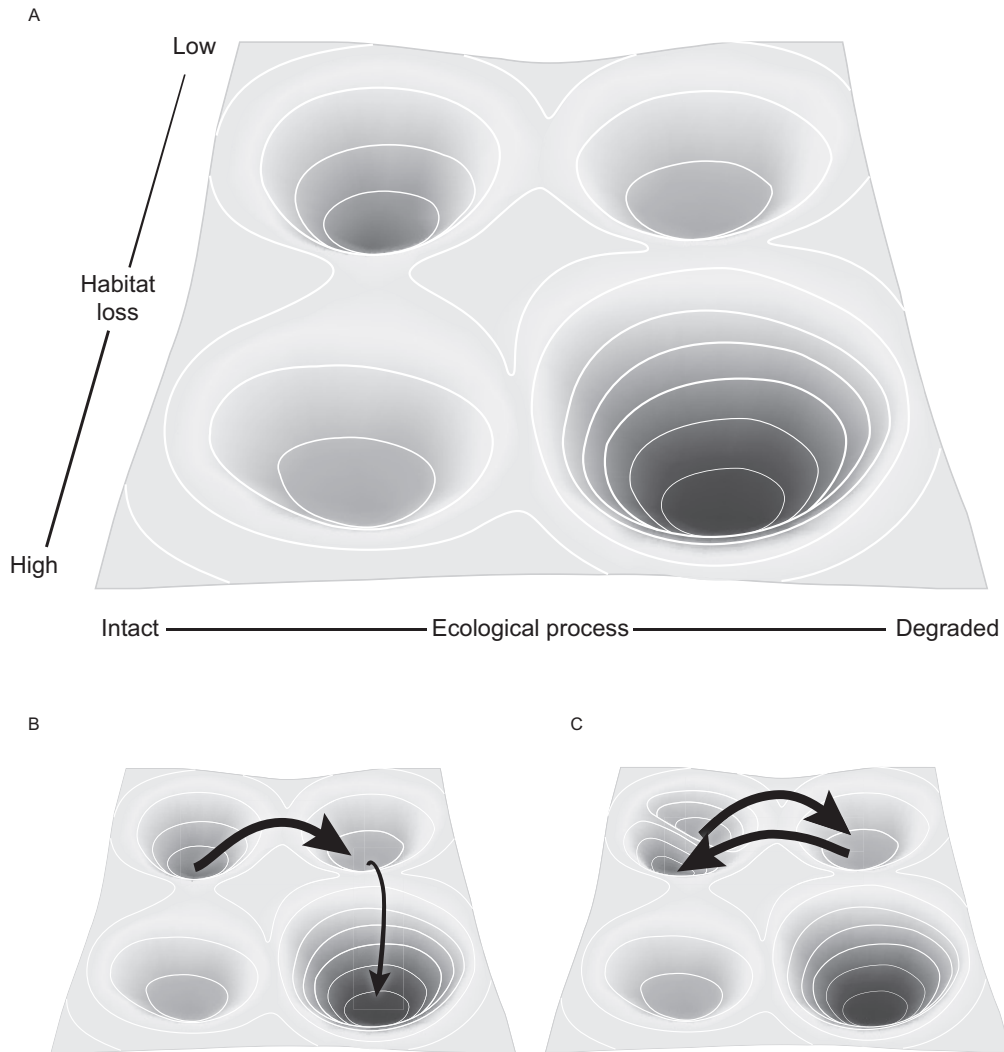 A
Low
Habitat
loss
High
Intact Ecological process Degraded
B
C